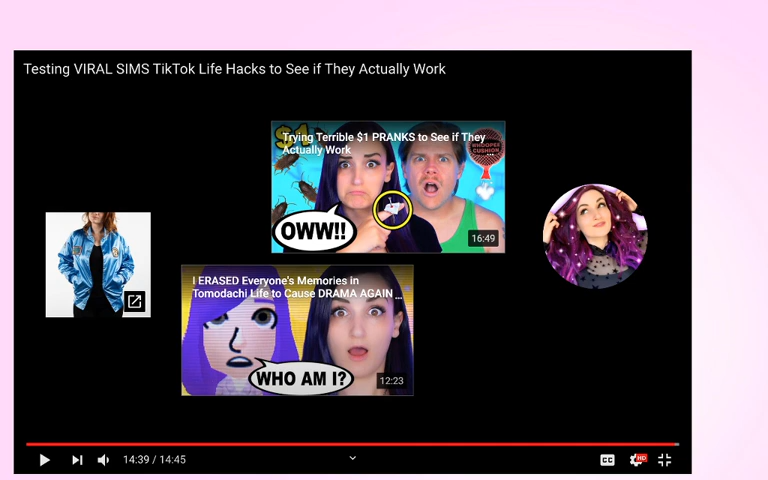 Testing VIRAL SIMS TikTok Life Hacks to See if They Actually Work
$1
Trying Terrible $1 PRANKS to See if They
Actually Work
WHOOPEE
CUSHION
OWW!!
16:49
I ERASED Everyone's Memories in
Tomodachi Life to Cause DRAMA AGAIN ...
WHO AM I?
12:23
14:39 / 14:45
CC
HD